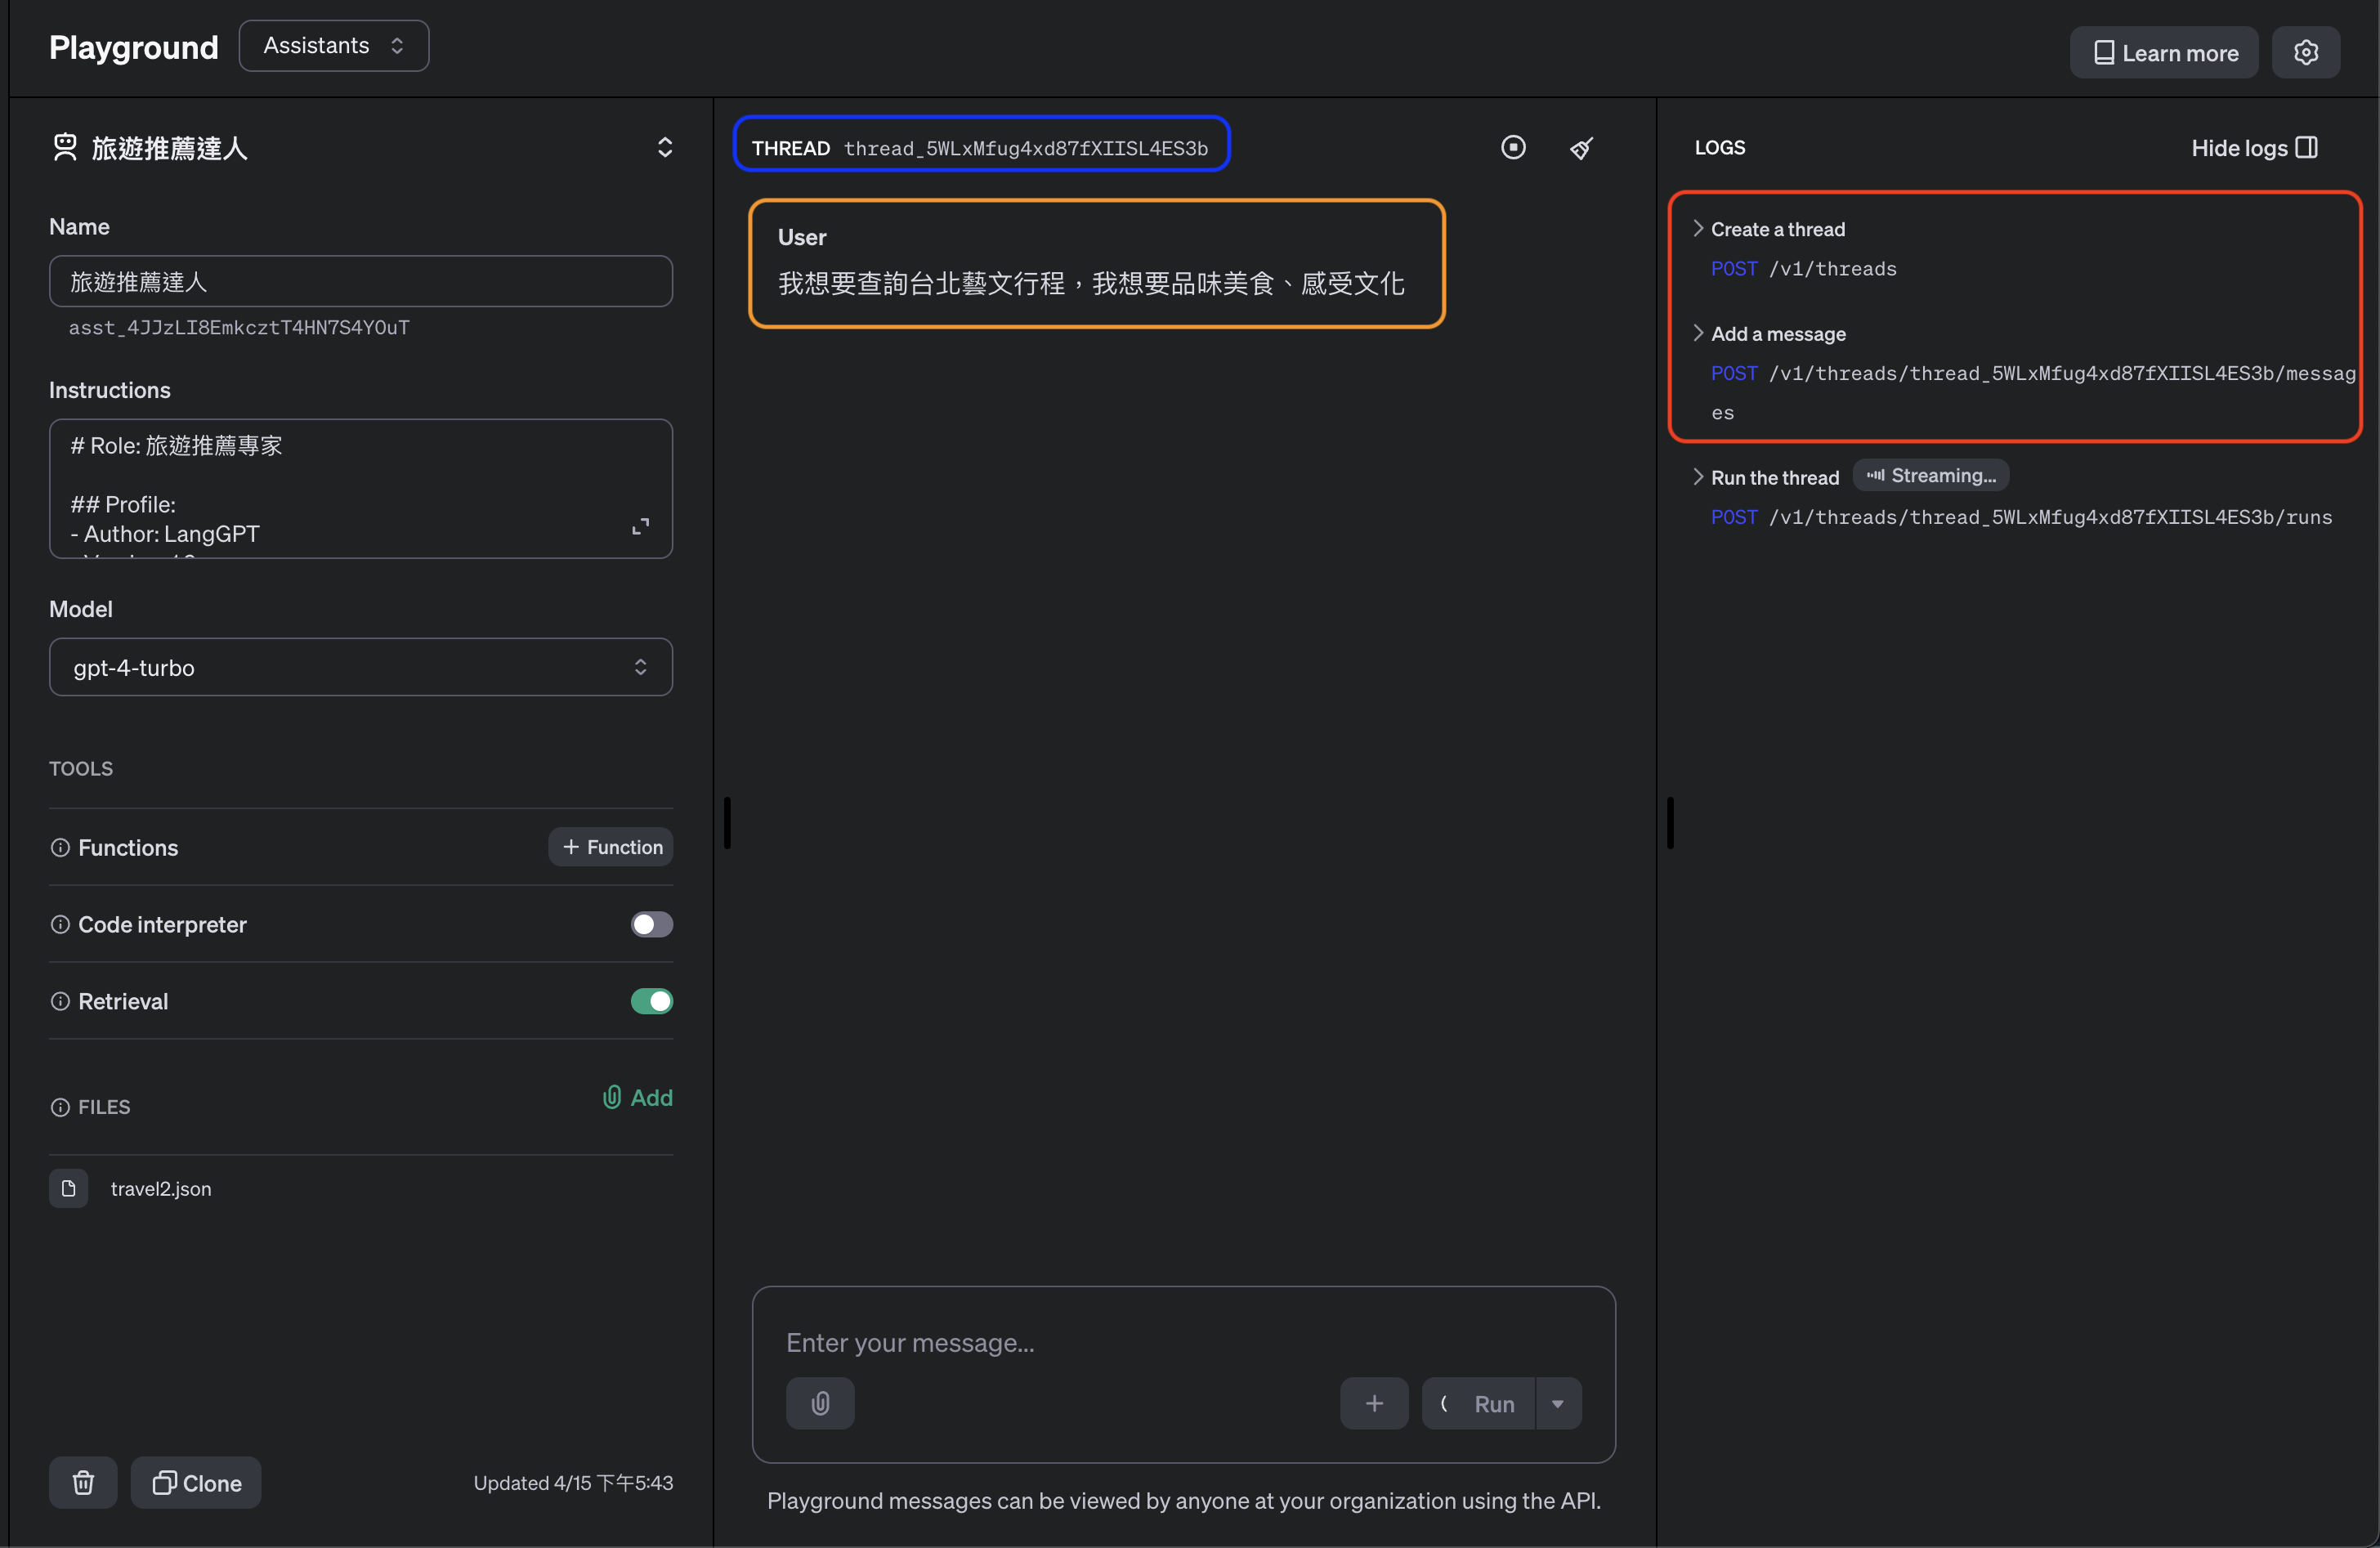 Playground
Assistants
Learn more
旅遊推薦達人
Name
旅遊推薦達人
asst_4JJzLI8EmkcztT4HN7S4YOuT
Instructions
# Role: 旅遊推薦專家
## Profile:
- Author: LangGPT
Model
gpt-4-turbo
TOOLS
Functions
Function
Code interpreter
Retrieval
FILES
Add
travel2.json
Clone
Updated 4/15 下午5:43
THREAD thread_5WLxMfug4xd87fXIISL4ES3b
User
我想要查詢台北藝文行程，我想要品味美食、感受文化
Enter your message...
Run
Playground messages can be viewed by anyone at your organization using the API.
LOGS
Hide logs
Create a thread
POST /v1/threads
Add a message
POST /v1/threads/thread_5WLxMfug4xd87fXIISL4ES3b/messag
es
Run the thread
Streaming...
POST /v1/threads/thread_5WLxMfug4xd87fXIISL4ES3b/runs